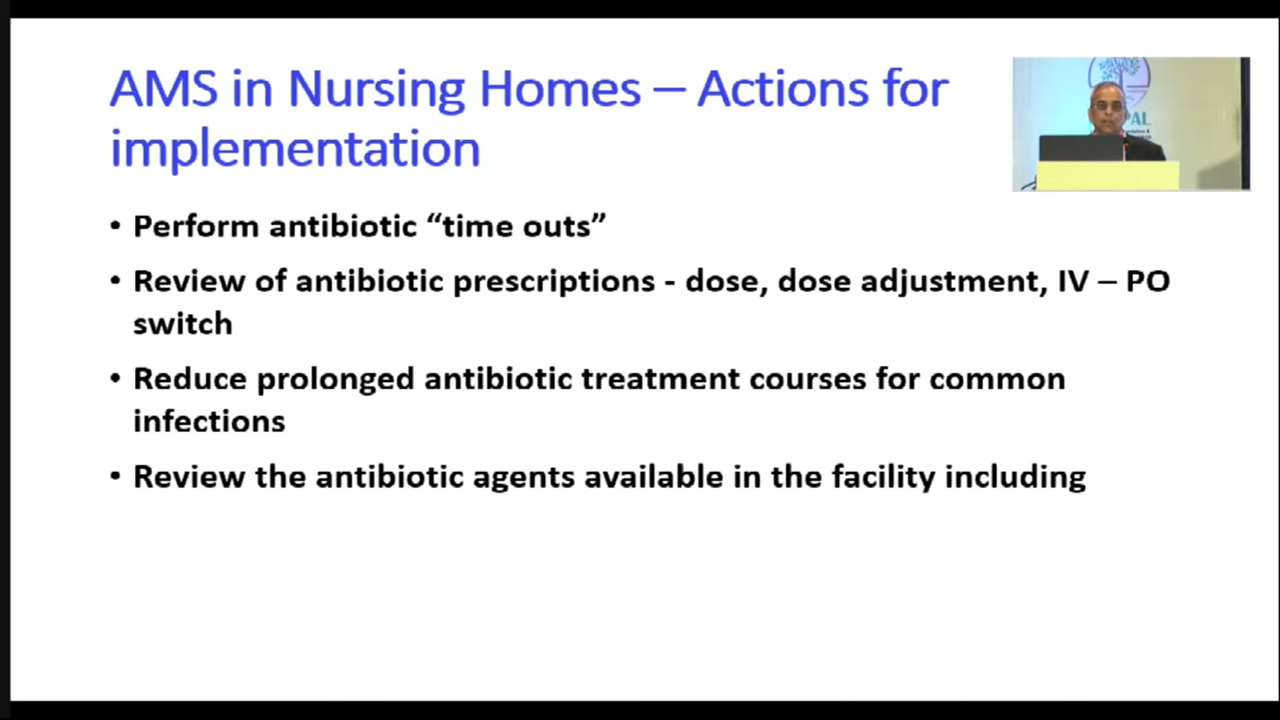 AMS in Nursing Homes – Actions for
implementation
• Perform antibiotic “time outs”
• Review of antibiotic prescriptions - dose, dose adjustment, IV – PO
switch
• Reduce prolonged antibiotic treatment courses for common
infections
• Review the antibiotic agents available in the facility including